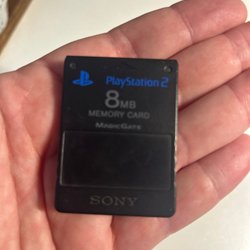 PlayStation 2
8MB
MEMORY CARD
MAGICGATE
SONY